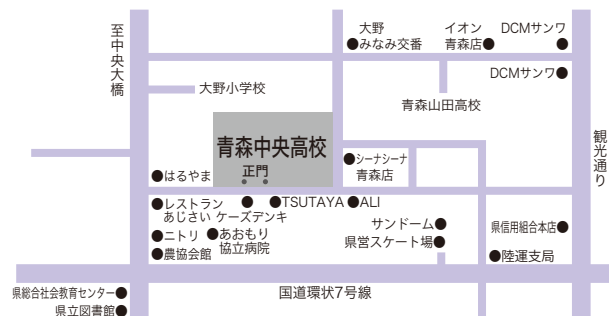 至中央大橋
大野
みなみ交番
イオン
青森店
DCMサンワ
DCMサンワ
大野小学校
青森山田高校
青森中央高校
正門
シーナシーナ
青森店
観光通り
はるやま
レストラン
あじさい
ケーズデンキ
TSUTAYA
ALI
ニトリ
あおもり
協立病院
農協会館
サンドーム
県営スケート場
県信用組合本店
陸運支局
国道環状7号線
県総合社会教育センター
県立図書館